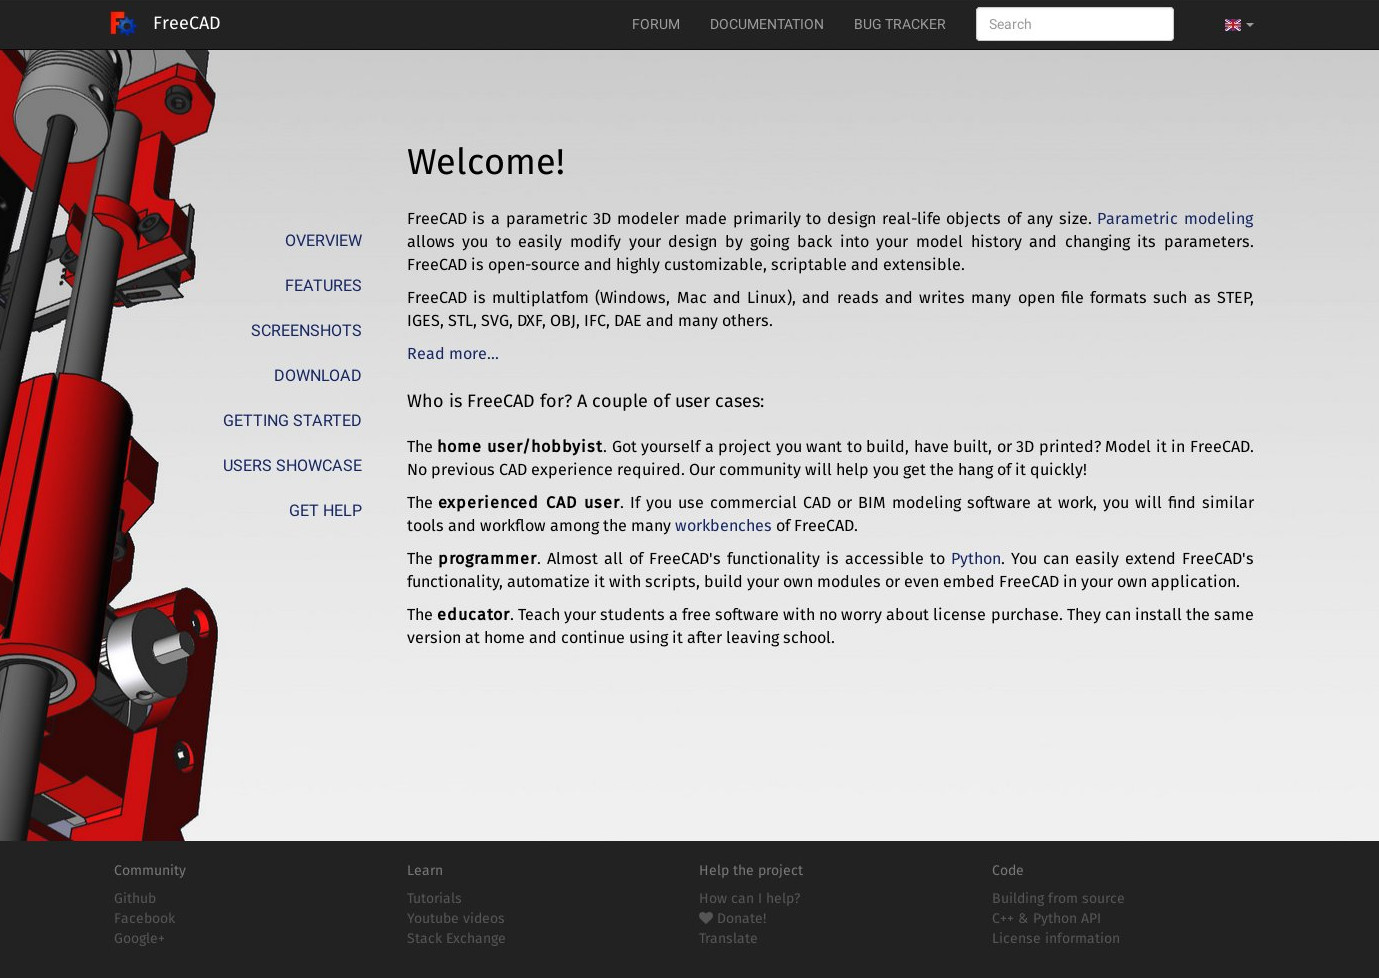 FreeCAD
FORUM
DOCUMENTATION
BUG TRACKER
Search
OVERVIEW
FEATURES
SCREENSHOTS
DOWNLOAD
GETTING STARTED
USERS SHOWCASE
GET HELP
Welcome!
FreeCAD is a parametric 3D modeler made primarily to design real-life objects of any size. Parametric modeling
allows you to easily modify your design by going back into your model history and changing its parameters.
FreeCAD is open-source and highly customizable, scriptable and extensible.
FreeCAD is multiplatfom (Windows, Mac and Linux), and reads and writes many open file formats such as STEP,
IGES, STL, SVG, DXF, OBJ, IFC, DAE and many others.
Read more...
Who is FreeCAD for? A couple of user cases:
The home user/hobbyist. Got yourself a project you want to build, have built, or 3D printed? Model it in FreeCAD.
No previous CAD experience required. Our community will help you get the hang of it quickly!
The experienced CAD user. If you use commercial CAD or BIM modeling software at work, you will find similar
tools and workflow among the many workbenches of FreeCAD.
The programmer. Almost all of FreeCAD's functionality is accessible to Python. You can easily extend FreeCAD's
functionality, automatize it with scripts, build your own modules or even embed FreeCAD in your own application.
The educator. Teach your students a free software with no worry about license purchase. They can install the same
version at home and continue using it after leaving school.
Community
Github
Facebook
Google+
Learn
Tutorials
Youtube videos
Stack Exchange
Help the project
How can I help?
Donate!
Translate
Code
Building from source
C++ & Python API
License information